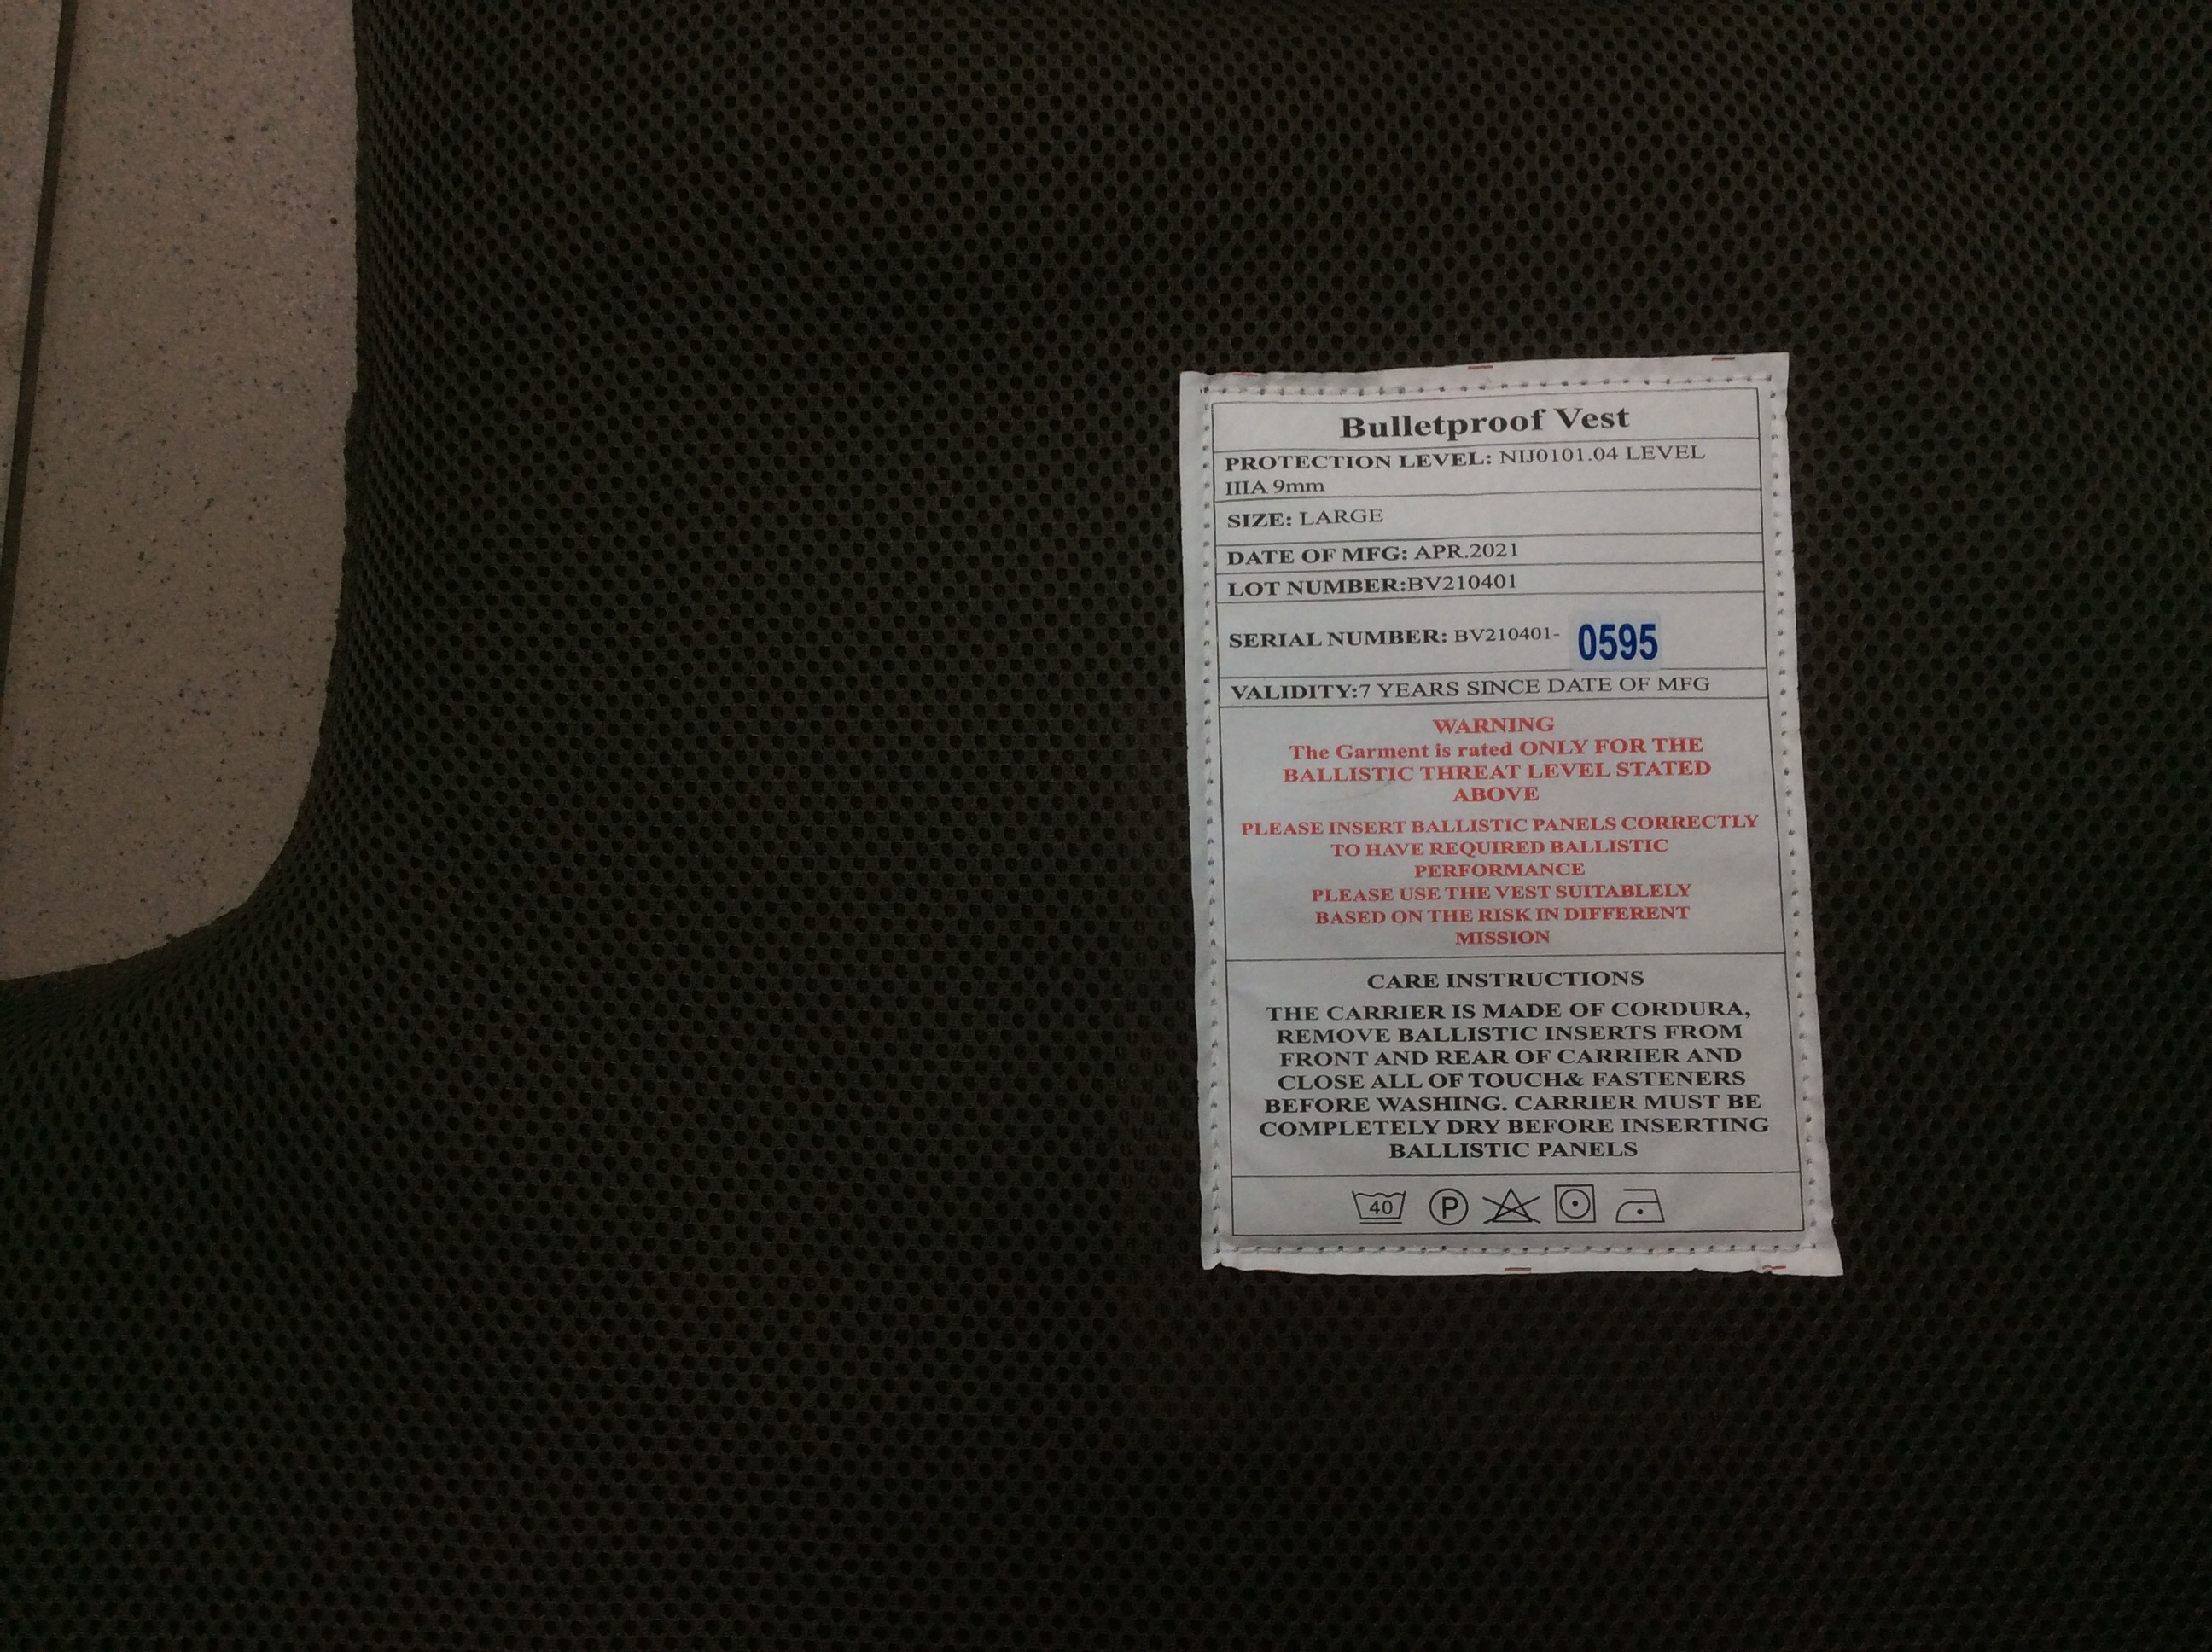 Bulletproof Vest
PROTECTION LEVEL: NIJ0101.04 LEVEL
IIIA 9mm
SIZE: LARGE
DATE OF MFG: APR.2021
LOT NUMBER:BV210401
SERIAL NUMBER: BV210401- 0595
VALIDITY:7 YEARS SINCE DATE OF MFG
WARNING
The Garment is rated ONLY FOR THE
BALLISTIC THREAT LEVEL STATED
ABOVE
PLEASE INSERT BALLISTIC PANELS CORRECTLY
TO HAVE REQUIRED BALLISTIC
PERFORMANCE
PLEASE USE THE VEST SUITABLELY
BASED ON THE RISK IN DIFFERENT
MISSION
CARE INSTRUCTIONS
THE CARRIER IS MADE OF CORDURA,
REMOVE BALLISTIC INSERTS FROM
FRONT AND REAR OF CARRIER AND
CLOSE ALL OF TOUCH& FASTENERS
BEFORE WASHING. CARRIER MUST BE
COMPLETELY DRY BEFORE INSERTING
BALLISTIC PANELS
40 P